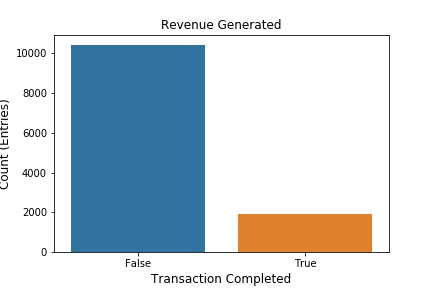 Revenue Generated
Count (Entries)
10000
8000
6000
4000
2000
0
False
True
Transaction Completed